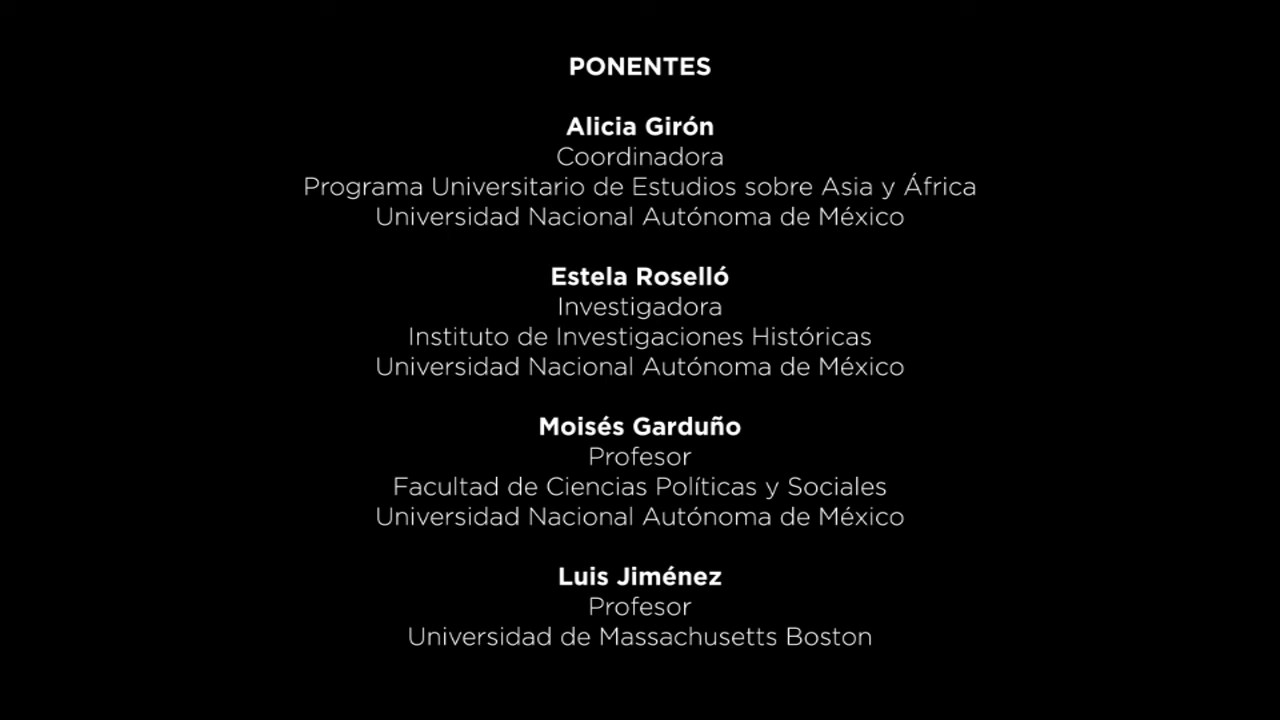 PONENTES
Alicia Girón
Coordinadora
Programa Universitario de Estudios sobre Asia y África
Universidad Nacional Autónoma de México
Estela Roselló
Investigadora
Instituto de Investigaciones Históricas
Universidad Nacional Autónoma de México
Moisés Garduño
Profesor
Facultad de Ciencias Políticas y Sociales
Universidad Nacional Autónoma de México
Luis Jiménez
Profesor
Universidad de Massachusetts Boston